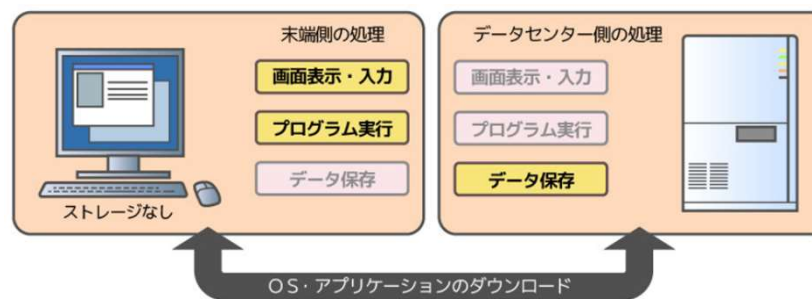 末端側の処理
画面表示・入力
プログラム実行
データ保存
ストレージなし
データセンター側の処理
画面表示・入力
プログラム実行
データ保存
OS・アプリケーションのダウンロード